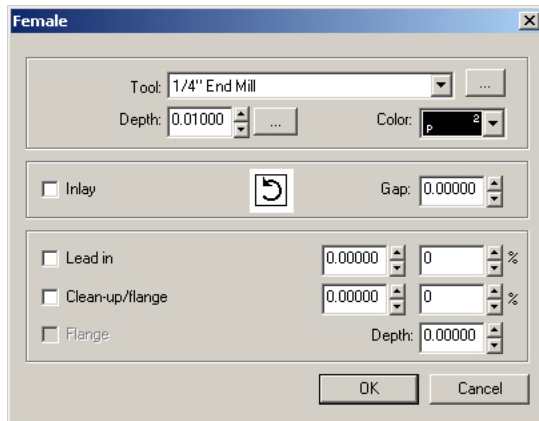 Female
Tool: 1/4" End Mill ...
Depth: 0.01000 ... Color: P 2
Inlay Gap: 0.00000
Lead in 0.00000 0 %
Clean-up/flange 0.00000 0 %
Flange Depth: 0.00000
OK Cancel